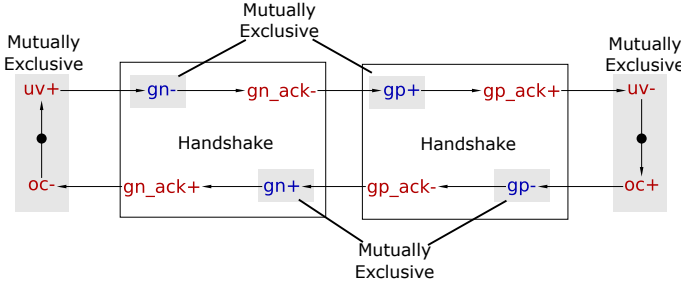 Mutually
Exclusive
Mutually
Exclusive
Mutually
Exclusive
uv+
gn-
gn_ack-
gp+
gp_ack+
uv-
Handshake
Handshake
oc-
gn_ack+
gn+
gp_ack-
gp-
oc+
Mutually
Exclusive